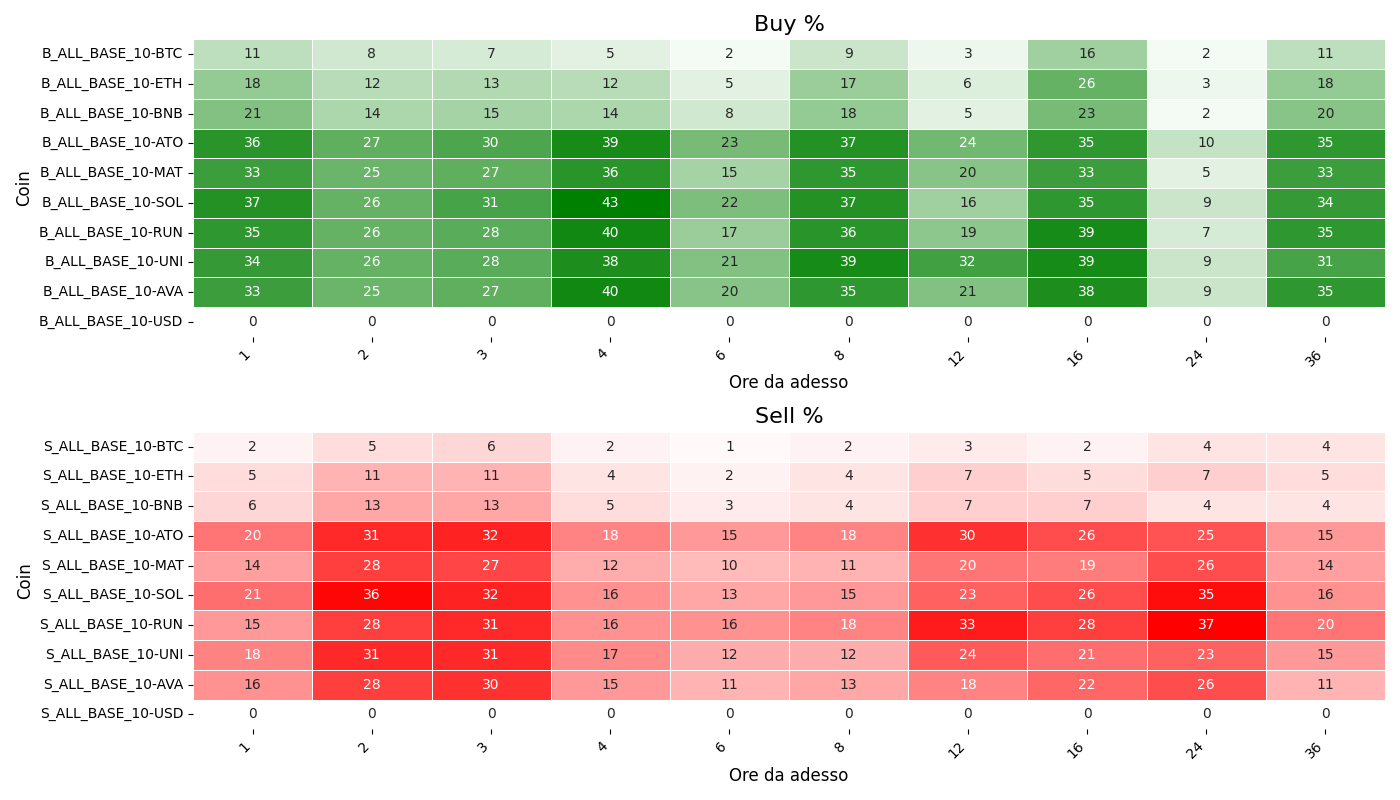 Buy %
Coin
B_ALL_BASE_10-BTC 11 8 7 5 2 9 3 16 2 11
B_ALL_BASE_10-ETH 18 12 13 12 5 17 6 26 3 18
B_ALL_BASE_10-BNB 21 14 15 14 8 18 5 23 2 20
B_ALL_BASE_10-ATO 36 27 30 39 23 37 24 35 10 35
B_ALL_BASE_10-MAT 33 25 27 36 15 35 20 33 5 33
B_ALL_BASE_10-SOL 37 26 31 43 22 37 16 35 9 34
B_ALL_BASE_10-RUN 35 26 28 40 17 36 19 39 7 35
B_ALL_BASE_10-UNI 34 26 28 38 21 39 32 39 9 31
B_ALL_BASE_10-AVA 33 25 27 40 20 35 21 38 9 35
B_ALL_BASE_10-USD 0 0 0 0 0 0 0 0 0 0
1 2 3 4 6 8 12 16 24 36
Ore da adesso
Sell %
Coin
S_ALL_BASE_10-BTC 2 5 6 2 1 2 3 2 4 4
S_ALL_BASE_10-ETH 5 11 11 4 2 4 7 5 7 5
S_ALL_BASE_10-BNB 6 13 13 5 3 4 7 7 4 4
S_ALL_BASE_10-ATO 20 31 32 18 15 18 30 26 25 15
S_ALL_BASE_10-MAT 14 28 27 12 10 11 20 19 26 14
S_ALL_BASE_10-SOL 21 36 32 16 13 15 23 26 35 16
S_ALL_BASE_10-RUN 15 28 31 16 16 18 33 28 37 20
S_ALL_BASE_10-UNI 18 31 31 17 12 12 24 21 23 15
S_ALL_BASE_10-AVA 16 28 30 15 11 13 18 22 26 11
S_ALL_BASE_10-USD 0 0 0 0 0 0 0 0 0 0
1 2 3 4 6 8 12 16 24 36
Ore da adesso